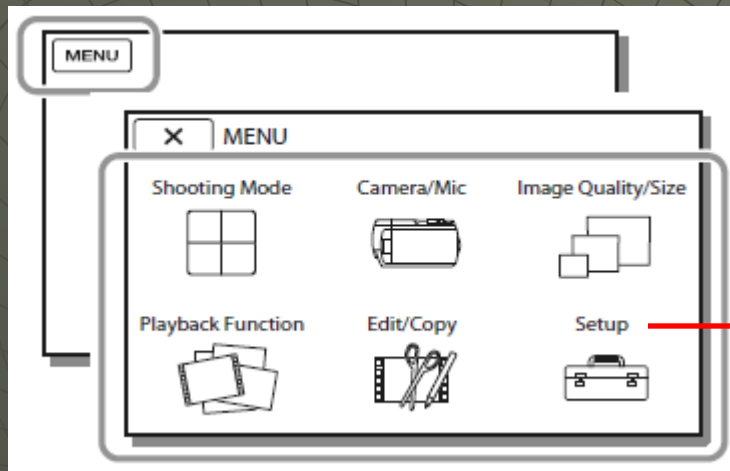 MENU
× MENU
Shooting Mode Camera/Mic Image Quality/Size
Playback Function Edit/Copy Setup